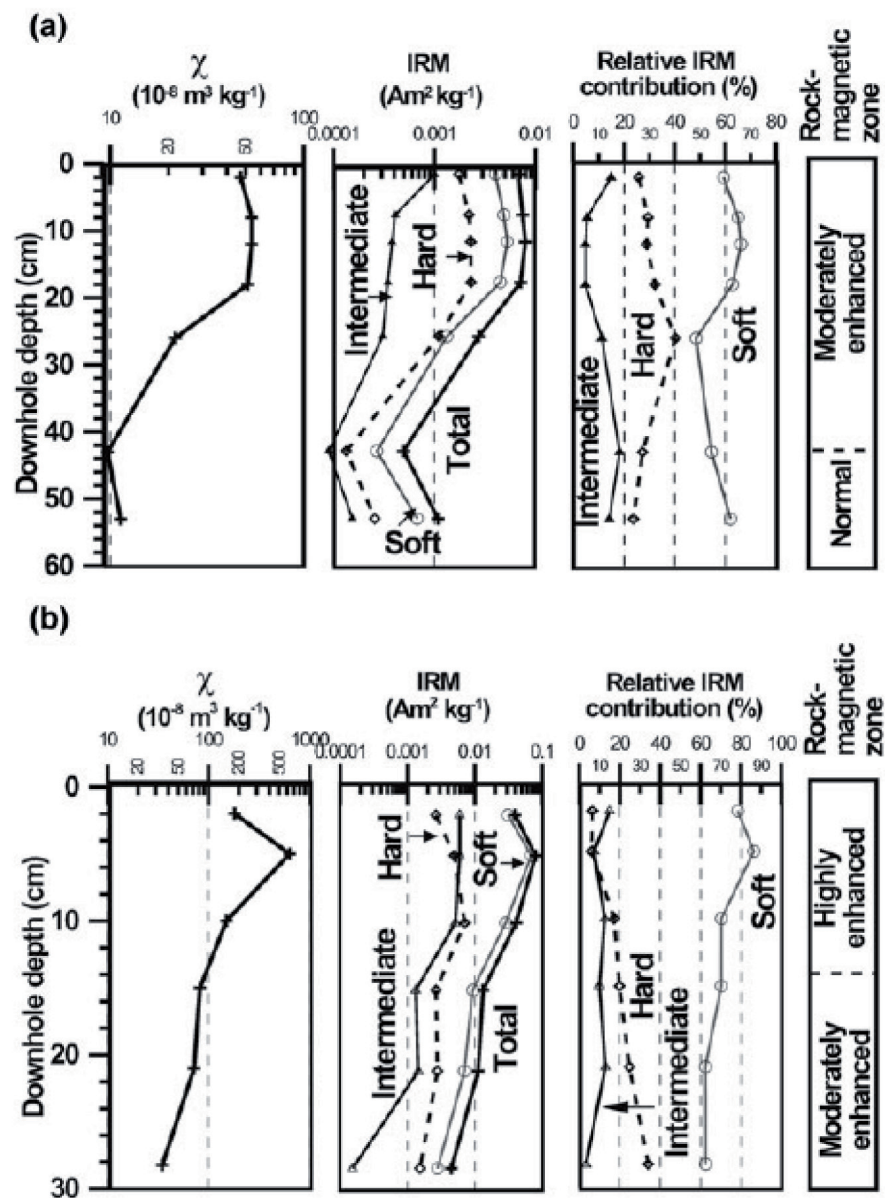 (a)
χ
(10⁻⁸ m³ kg⁻¹)
10 20 50 100
IRM
(Am² kg⁻¹)
0.0001 0.001 0.01
Relative IRM
contribution (%)
0 10 20 30 40 50 60 70 80
Rock-
magnetic
zone
Downhole depth (cm)
0
10
20
30
40
50
60
Intermediate
Hard
Total
Soft
Intermediate
Hard
Soft
Moderately
enhanced
Normal
(b)
χ
(10⁻⁸ m³ kg⁻¹)
10 20 50 100 200 500 1000
IRM
(Am² kg⁻¹)
0.0001 0.001 0.01 0.1
Relative IRM
contribution (%)
0 10 20 30 40 50 60 70 80 90 100
Rock-
magnetic
zone
Downhole depth (cm)
0
10
20
30
Hard
Soft
Intermediate
Total
Soft
Hard
Intermediate
Highly
enhanced
Moderately
enhanced